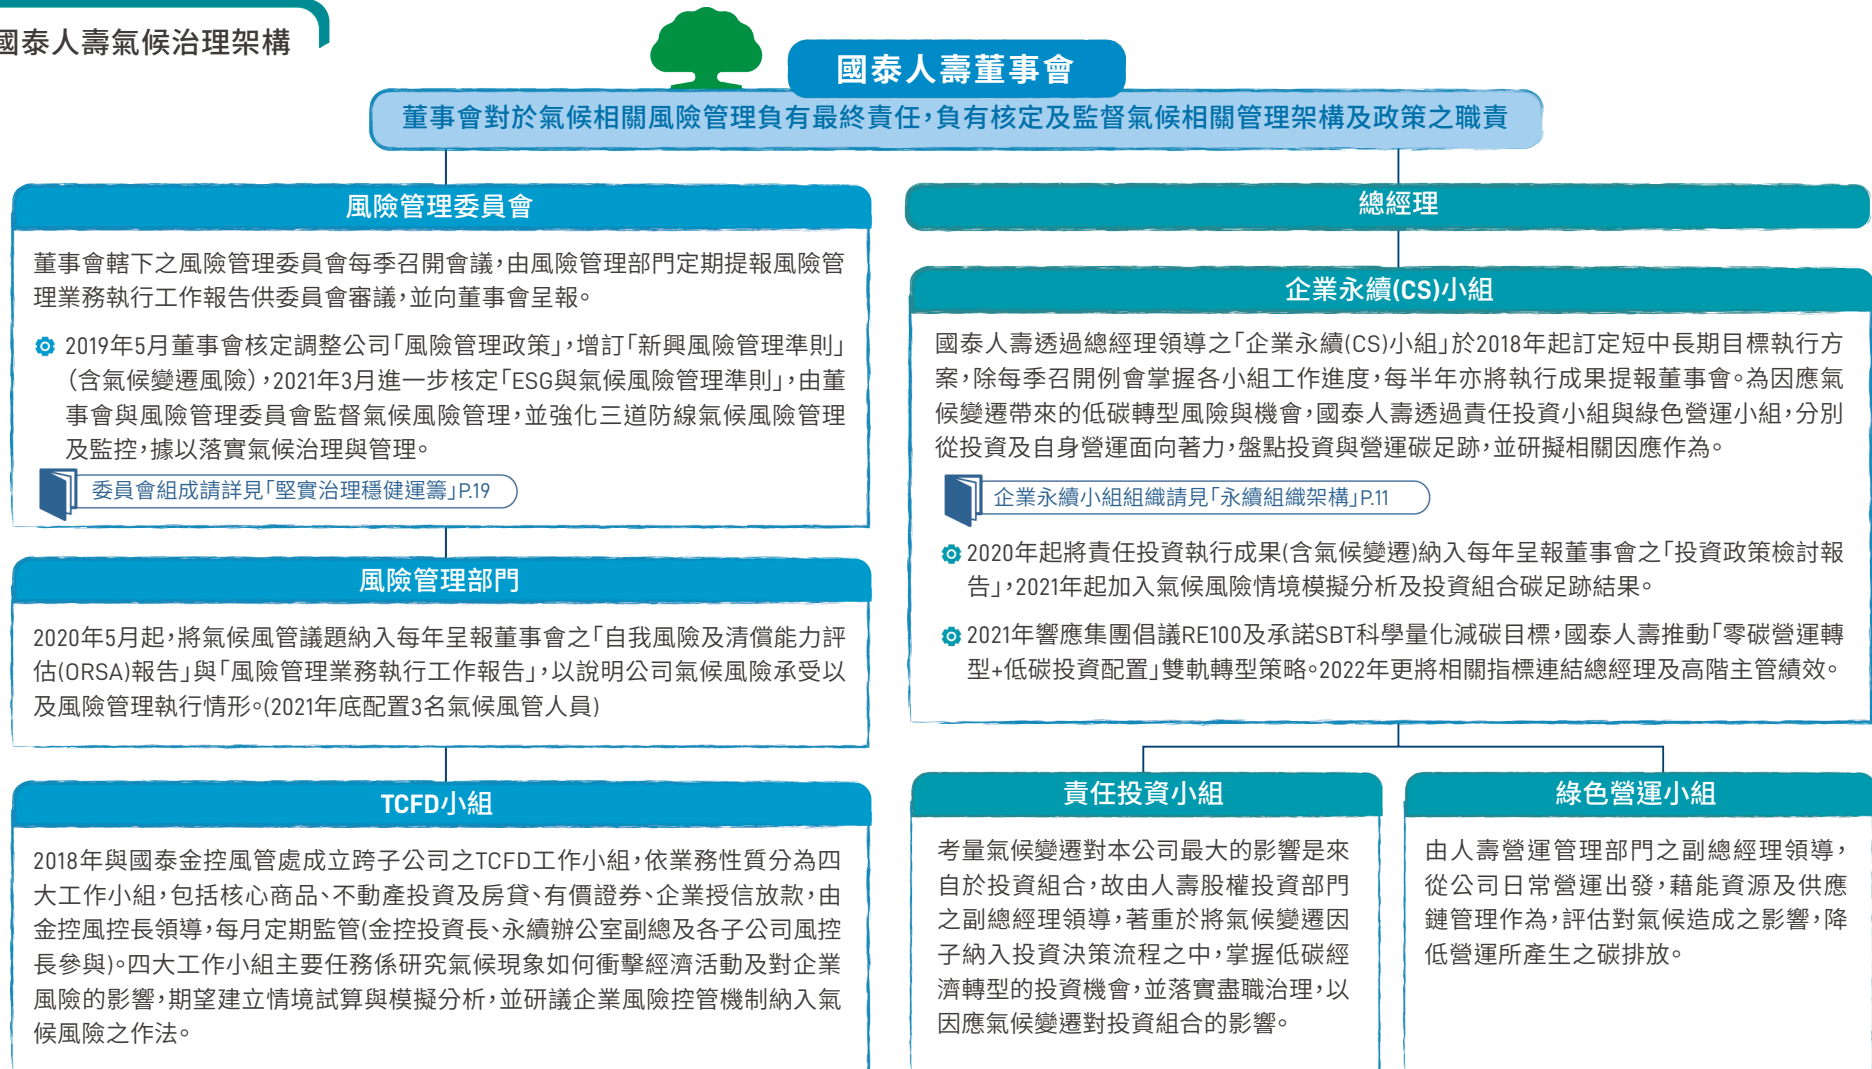 國泰人壽氣候治理架構
國泰人壽董事會
董事會對於氣候相關風險管理負有最終責任,負有核定及監督氣候相關管理架構及政策之職責
風險管理委員會
董事會轄下之風險管理委員會每季召開會議,由風險管理部門定期提報風險管
理業務執行工作報告供委員會審議,並向董事會呈報。
2019年5月董事會核定調整公司「風險管理政策」,增訂「新興風險管理準則」
(含氣候變遷風險),2021年3月進一步核定「ESG與氣候風險管理準則」,由董
事會與風險管理委員會監督氣候風險管理,並強化三道防線氣候風險管理
及監控,據以落實氣候治理與管理。
委員會組成請詳見「堅實治理穩健運籌」P.19
風險管理部門
2020年5月起,將氣候風管議題納入每年呈報董事會之「自我風險及清償能力評
估(ORSA)報告」與「風險管理業務執行工作報告」,以說明公司氣候風險承受以
及風險管理執行情形。(2021年底配置3名氣候風管人員)
TCFD小組
2018年與國泰金控風管處成立跨子公司之TCFD工作小組,依業務性質分為四
大工作小組,包括核心商品、不動產投資及房貸、有價證券、企業授信放款,由
金控風控長領導,每月定期監管(金控投資長、永續辦公室副總及各子公司風控
長參與)。四大工作小組主要任務係研究氣候現象如何衝擊經濟活動及對企業
風險的影響,期望建立情境試算與模擬分析,並研議企業風險控管機制納入氣
候風險之作法。
總經理
企業永續(CS)小組
國泰人壽透過總經理領導之「企業永續(CS)小組」於2018年起訂定短中長期目標執行方
案,除每季召開例會掌握各小組工作進度,每半年亦將執行成果提報董事會。為因應氣
候變遷帶來的低碳轉型風險與機會,國泰人壽透過責任投資小組與綠色營運小組,分別
從投資及自身營運面向著力,盤點投資與營運碳足跡,並研擬相關因應作為。
企業永續小組組織請見「永續組織架構」P.11
2020年起將責任投資執行成果(含氣候變遷)納入每年呈報董事會之「投資政策檢討報
告」,2021年起加入氣候風險情境模擬分析及投資組合碳足跡結果。
2021年響應集團倡議RE100及承諾SBT科學量化減碳目標,國泰人壽推動「零碳營運轉
型+低碳投資配置」雙軌轉型策略。2022年更將相關指標連結總經理及高階主管績效。
責任投資小組
考量氣候變遷對本公司最大的影響是來
自於投資組合,故由人壽股權投資部門
之副總經理領導,著重於將氣候變遷因
子納入投資決策流程之中,掌握低碳經
濟轉型的投資機會,並落實盡職治理,以
因應氣候變遷對投資組合的影響。
綠色營運小組
由人壽營運管理部門之副總經理領導,
從公司日常營運出發,藉能資源及供應
鏈管理作為,評估對氣候造成之影響,降
低營運所產生之碳排放。